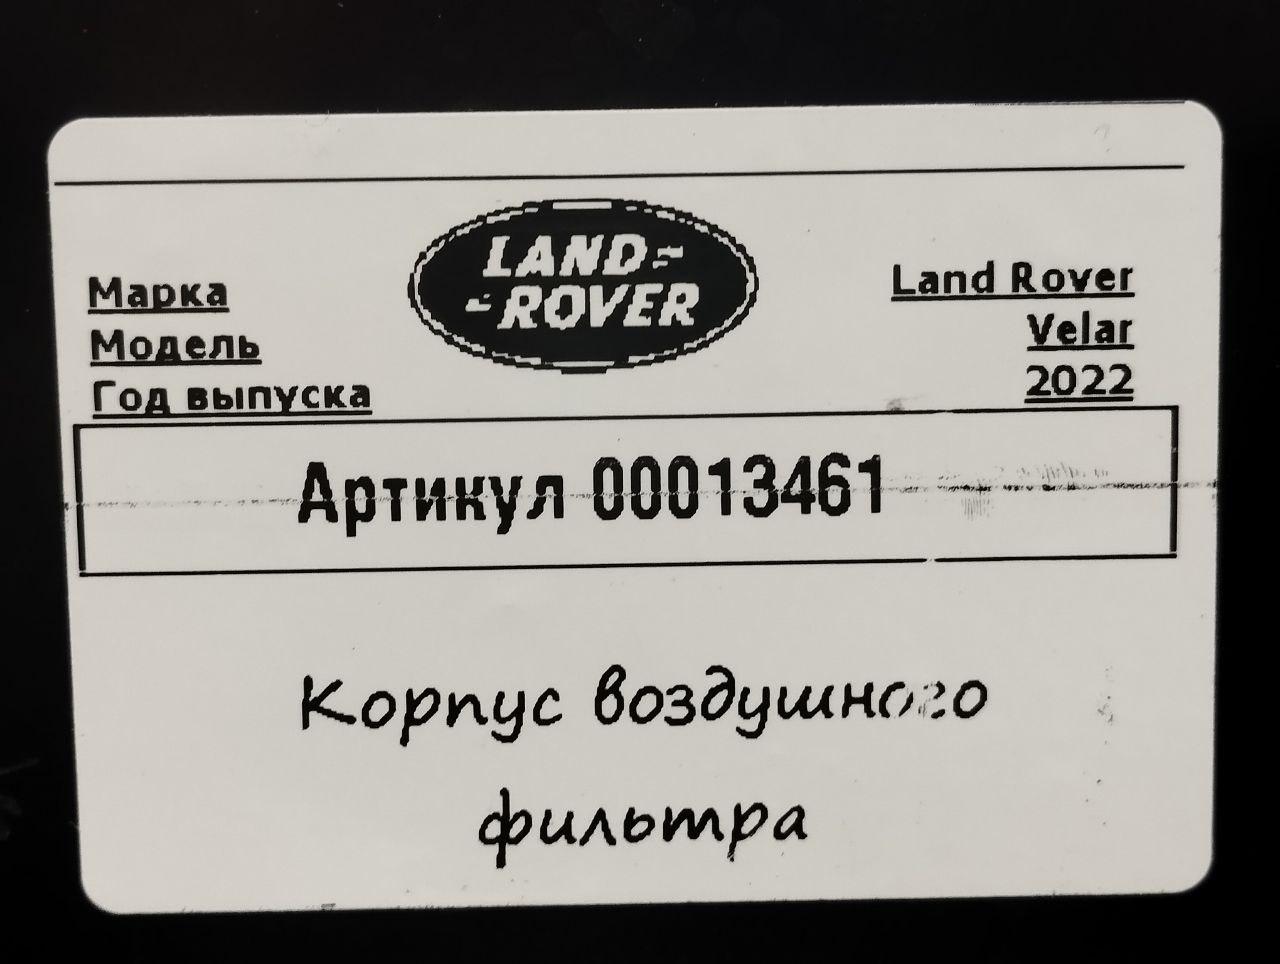 LAND
ROVER
Марка Land Rover
Модель Velar
Год выпуска 2022
Артикул 00013461
Корпус воздушного
фильтра